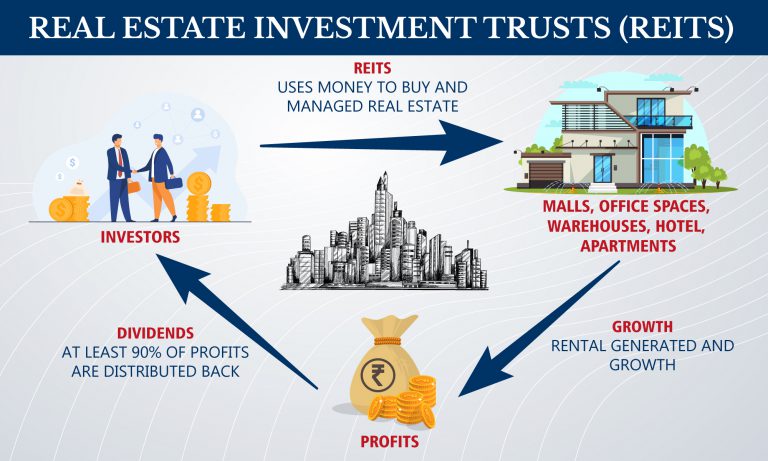 REAL ESTATE INVESTMENT TRUSTS (REITS)
REITS
USES MONEY TO BUY AND
MANAGED REAL ESTATE
INVESTORS
MALLS, OFFICE SPACES,
WAREHOUSES, HOTEL,
APARTMENTS
DIVIDENDS
AT LEAST 90% OF PROFITS
ARE DISTRIBUTED BACK
GROWTH
RENTAL GENERATED AND
GROWTH
₹
PROFITS